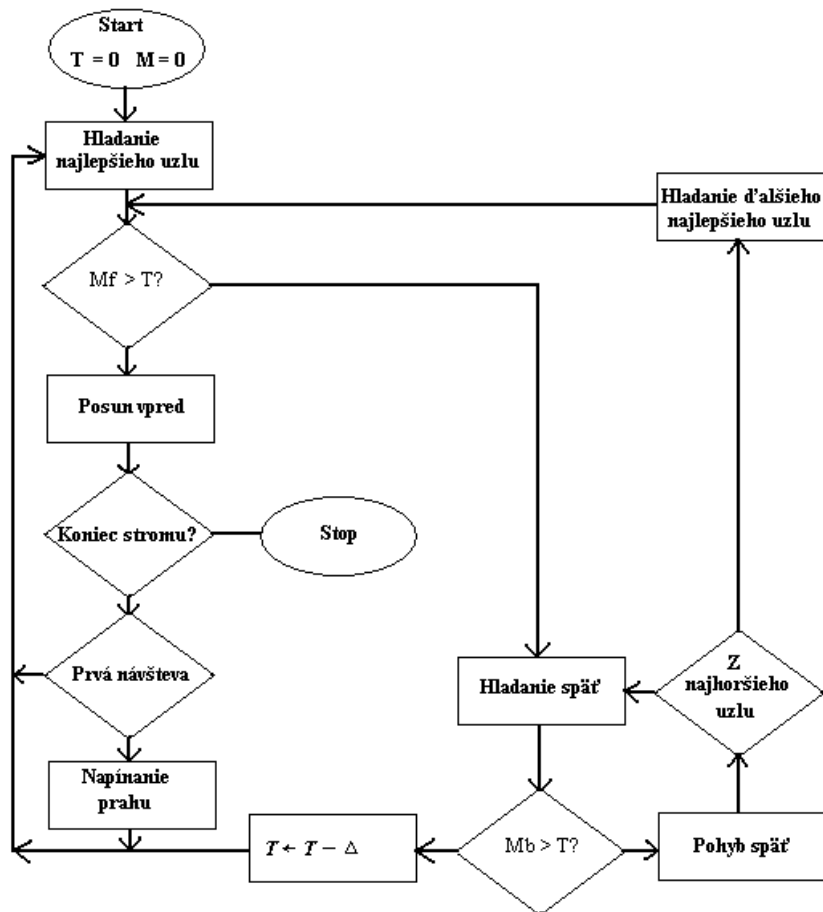 Start
T = 0 M = 0
Hladanie
najlepšieho uzlu
Hladanie ďalšieho
najlepšieho uzlu
Mf > T?
Posun vpred
Koniec stromu?
Stop
Prvá návšteva
Hladanie späť
Z
najhoršieho
uzlu
Napínanie
prahu
T ← T − Δ
Mb > T?
Pohyb späť